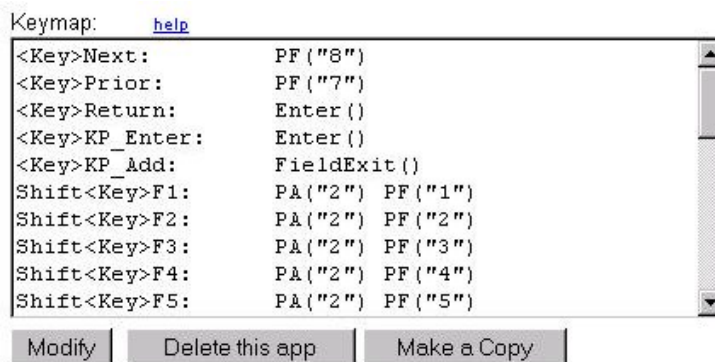 Keymap: help
<Key>Next: PF("8")
<Key>Prior: PF("7")
<Key>Return: Enter()
<Key>KP_Enter: Enter()
<Key>KP_Add: FieldExit()
Shift<Key>F1: PA("2") PF("1")
Shift<Key>F2: PA("2") PF("2")
Shift<Key>F3: PA("2") PF("3")
Shift<Key>F4: PA("2") PF("4")
Shift<Key>F5: PA("2") PF("5")
Modify Delete this app Make a Copy